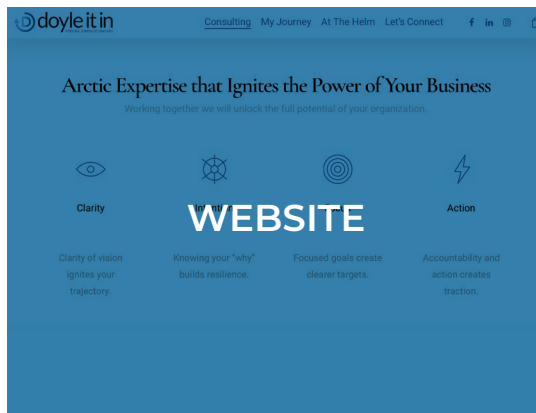 doyle it in
Consulting My Journey At The Helm Let's Connect
Arctic Expertise that Ignites the Power of Your Business
Working together we will unlock the full potential of your organization.
Clarity Action
WEBSITE
Clarity of vision
ignites your
trajectory.
Knowing your "why"
builds resilience.
Focused goals create
clearer targets.
Accountability and
action creates
traction.